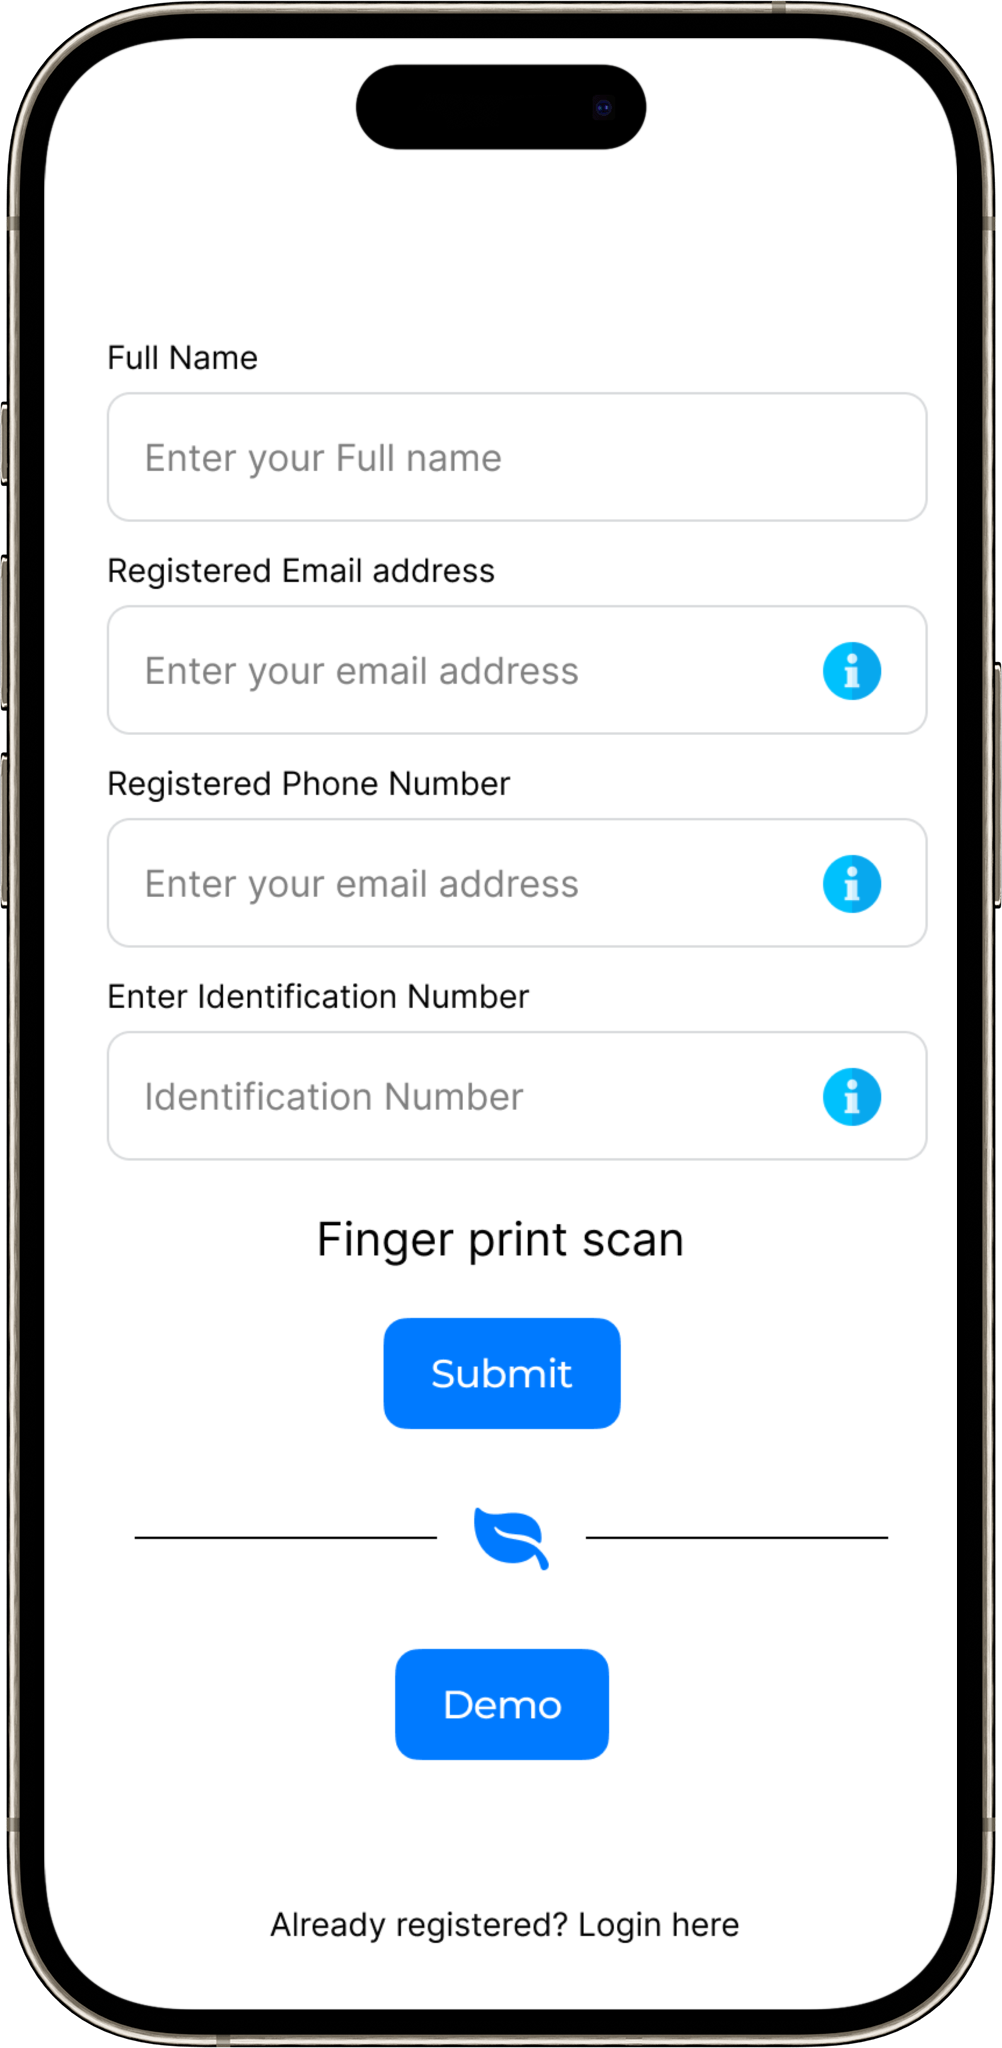 Full Name
Enter your Full name
Registered Email address
Enter your email address
Registered Phone Number
Enter your email address
Enter Identification Number
Identification Number
Finger print scan
Submit
Demo
Already registered? Login here